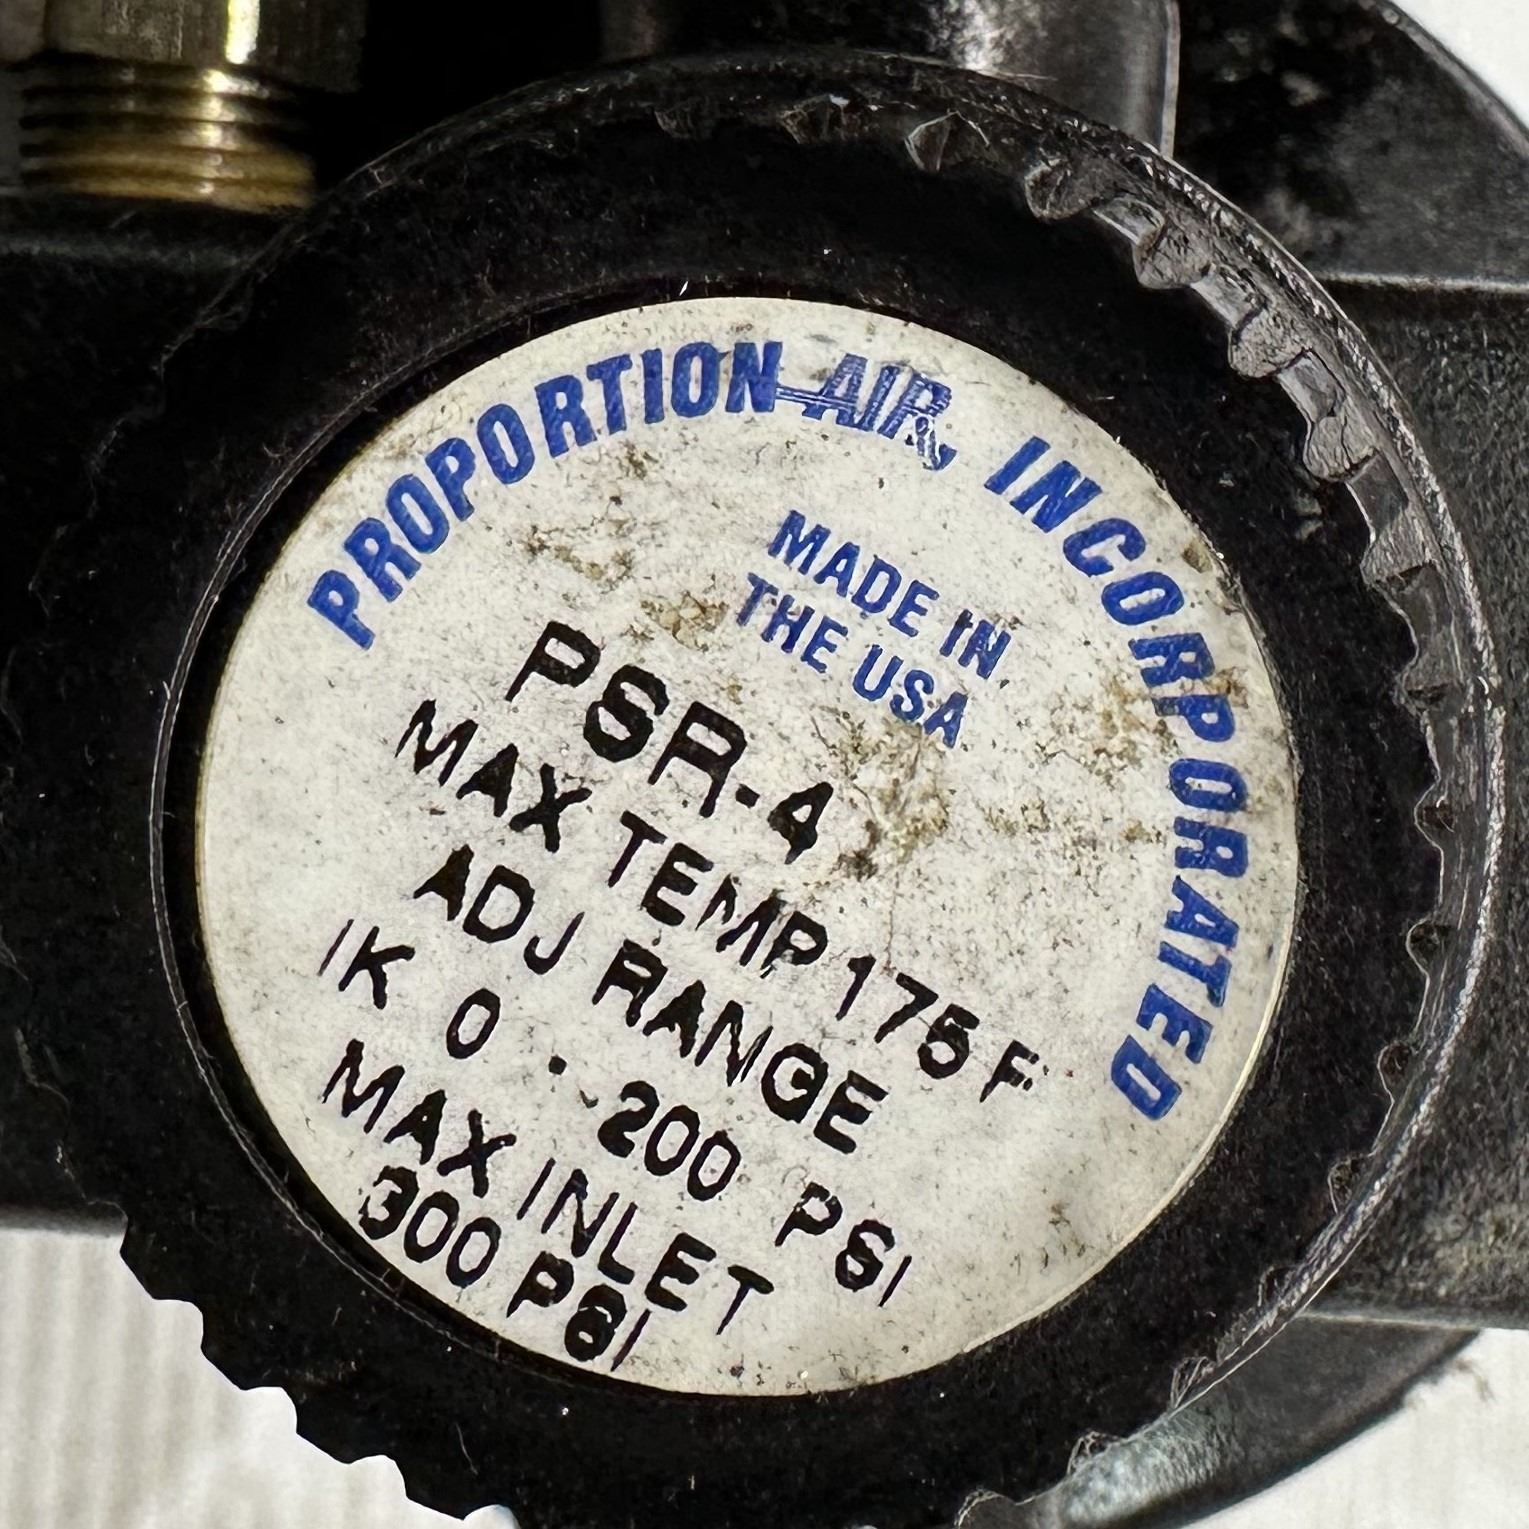 PROPORTION-AIR, INCORPORATED
MADE IN
THE USA
PSR-4
MAX TEMP 175 F
ADJ RANGE
1K 0 - 200 PSI
MAX INLET
300 PSI